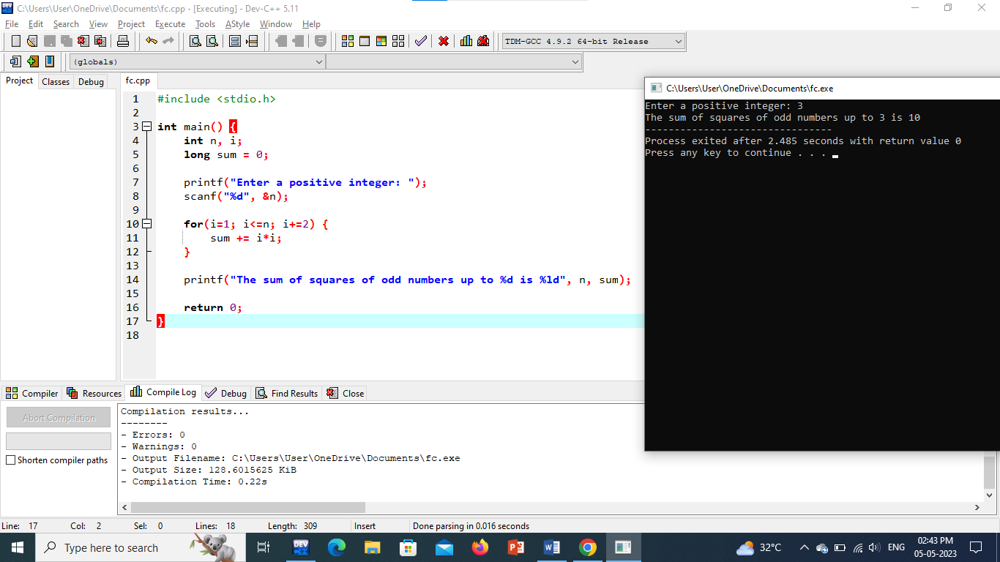 C:\Users\User\OneDrive\Documents\fc.cpp - [Executing] - Dev-C++ 5.11
File Edit Search View Project Execute Tools AStyle Window Help
TDM-GCC 4.9.2 64-bit Release
(globals)
Project Classes Debug
fc.cpp
1 #include <stdio.h>
2
3 int main() {
4 int n, i;
5 long sum = 0;
6
7 printf("Enter a positive integer: ");
8 scanf("%d", &n);
9
10 for(i=1; i<=n; i+=2) {
11 sum += i*i;
12 }
13
14 printf("The sum of squares of odd numbers up to %d is %ld", n, sum);
15
16 return 0;
17 }
18
C:\Users\User\OneDrive\Documents\fc.exe
Enter a positive integer: 3
The sum of squares of odd numbers up to 3 is 10
--------------------------------
Process exited after 2.485 seconds with return value 0
Press any key to continue . . .
Compiler Resources Compile Log Debug Find Results Close
Abort Compilation
Shorten compiler paths
Compilation results...
--------
- Errors: 0
- Warnings: 0
- Output Filename: C:\Users\User\OneDrive\Documents\fc.exe
- Output Size: 128.6015625 KiB
- Compilation Time: 0.22s
Line: 17 Col: 2 Sel: 0 Lines: 18 Length: 309 Insert Done parsing in 0.016 seconds
Type here to search
DEV
32°C
ENG
02:43 PM
05-05-2023